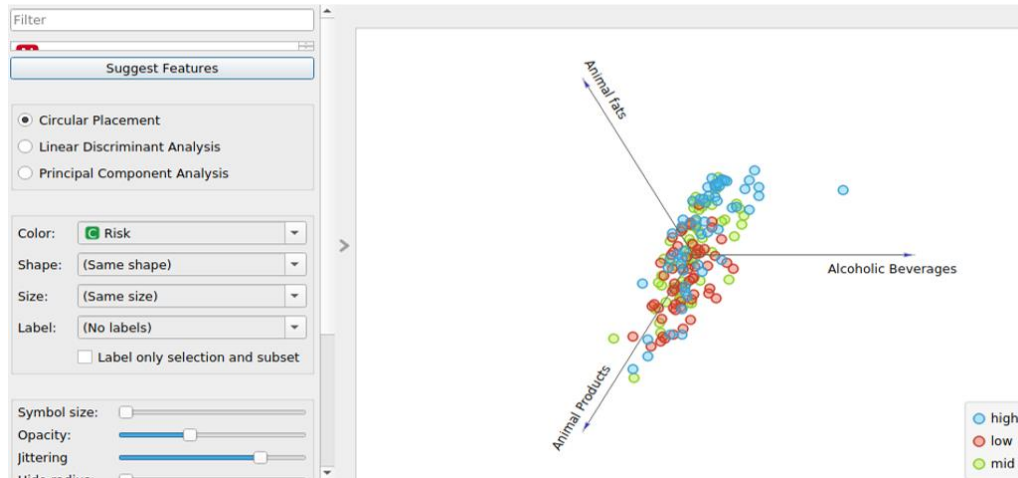 Filter
Suggest Features
Circular Placement
Linear Discriminant Analysis
Principal Component Analysis
Color: C Risk
Shape: (Same shape)
Size: (Same size)
Label: (No labels)
Label only selection and subset
Symbol size:
Opacity:
Jittering
Animal fats
Alcoholic Beverages
Animal Products
high
low
mid